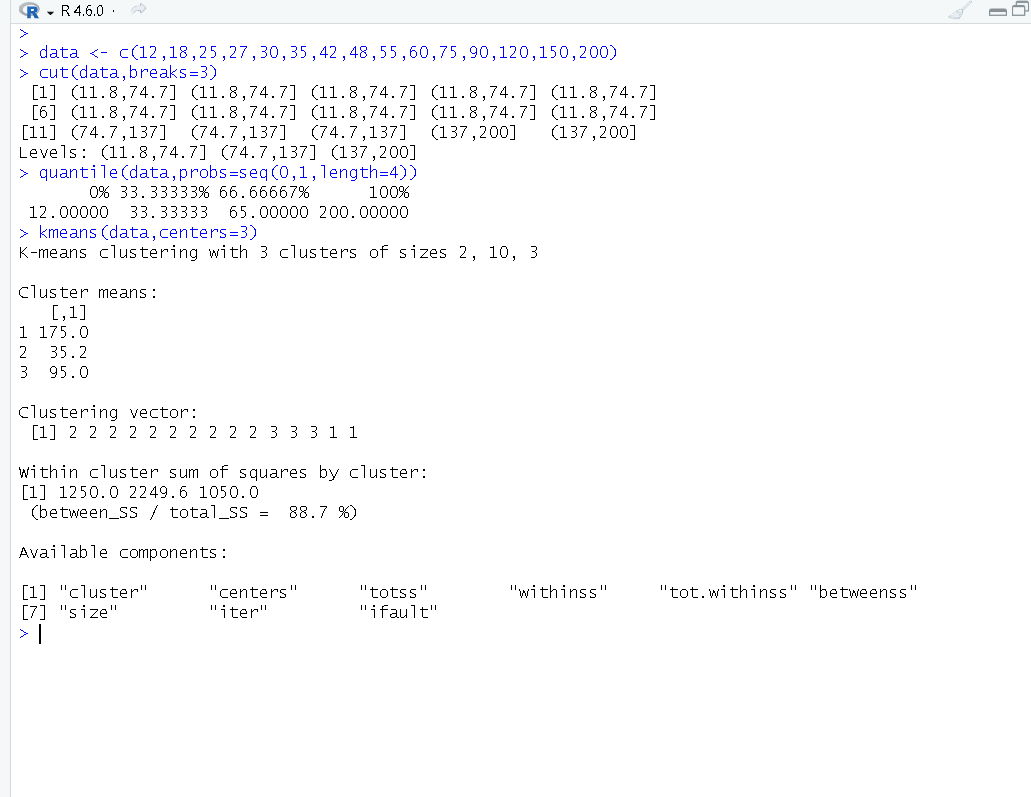 R R 4.6.0 ·
>
> data <- c(12,18,25,27,30,35,42,48,55,60,75,90,120,150,200)
> cut(data,breaks=3)
 [1] (11.8,74.7] (11.8,74.7] (11.8,74.7] (11.8,74.7] (11.8,74.7]
 [6] (11.8,74.7] (11.8,74.7] (11.8,74.7] (11.8,74.7] (11.8,74.7]
[11] (74.7,137]  (74.7,137]  (74.7,137]  (137,200]   (137,200]
Levels: (11.8,74.7] (74.7,137] (137,200]
> quantile(data,probs=seq(0,1,length=4))
       0% 33.33333% 66.66667%      100%
 12.00000  33.33333  65.00000 200.00000
> kmeans(data,centers=3)
K-means clustering with 3 clusters of sizes 2, 10, 3

Cluster means:
   [,1]
1 175.0
2  35.2
3  95.0

Clustering vector:
 [1] 2 2 2 2 2 2 2 2 2 2 3 3 3 1 1

Within cluster sum of squares by cluster:
[1] 1250.0 2249.6 1050.0
 (between_SS / total_SS =  88.7 %)

Available components:

[1] "cluster"      "centers"      "totss"        "withinss"     "tot.withinss" "betweenss"
[7] "size"         "iter"         "ifault"
>